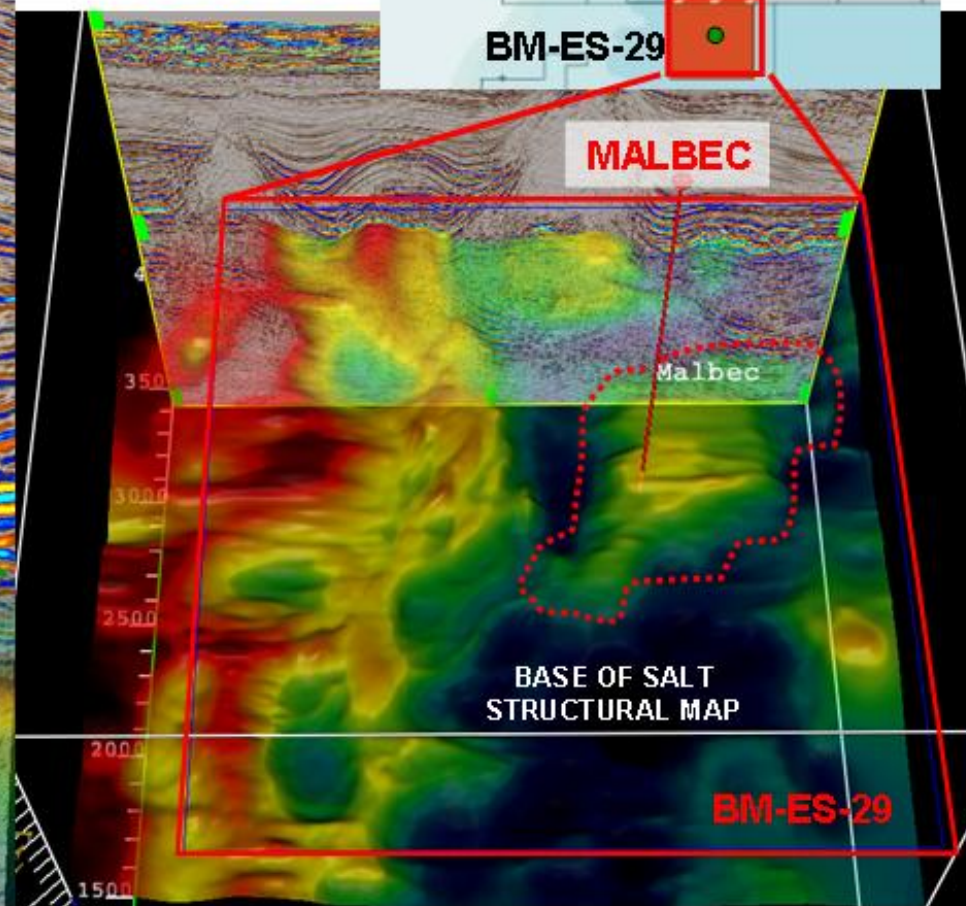 BM-ES-29
MALBEC
Malbec
3500
3000
2500
BASE OF SALT
STRUCTURAL MAP
2000
BM-ES-29
1500